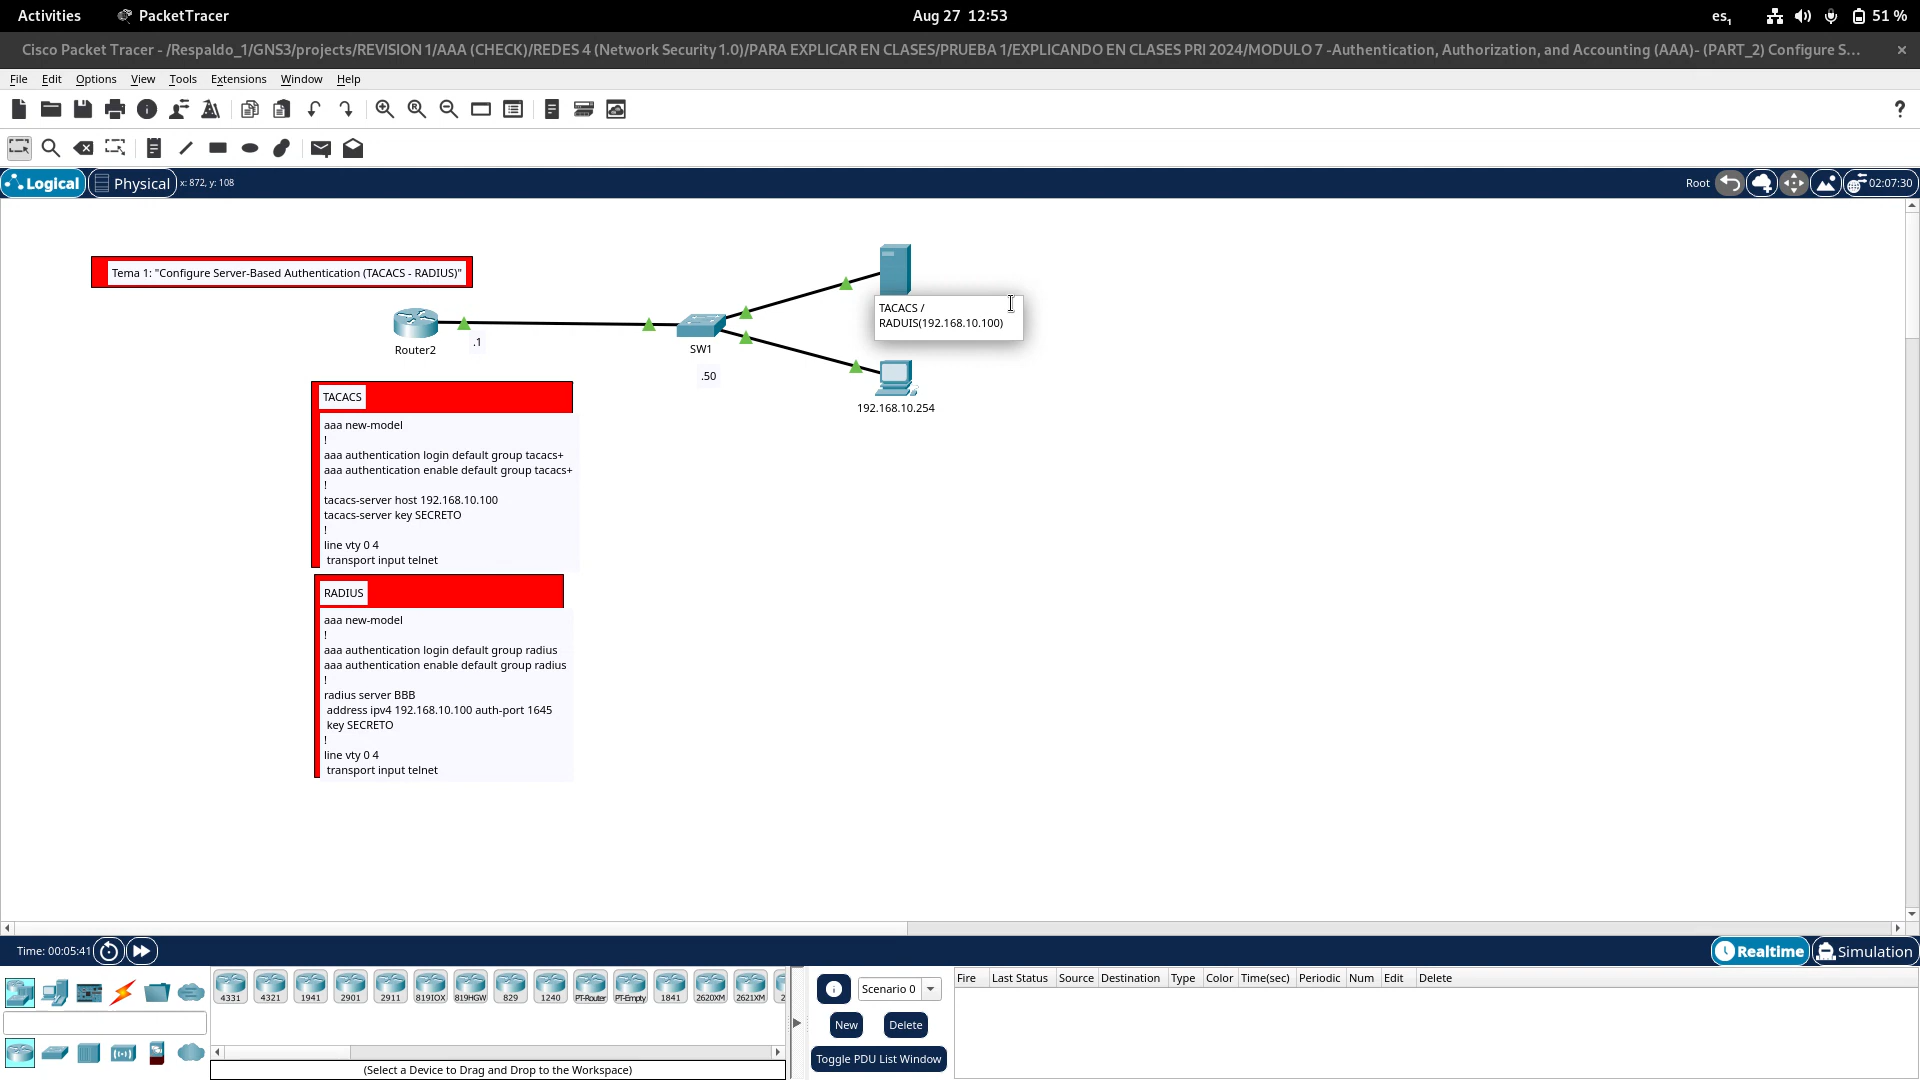 Activities PacketTracer Aug 27 12:53 es1 51 %
Cisco Packet Tracer - /Respaldo_1/GNS3/projects/REVISION 1/AAA (CHECK)/REDES 4 (Network Security 1.0)/PARA EXPLICAR EN CLASES/PRUEBA 1/EXPLICANDO EN CLASES PRI 2024/MODULO 7 -Authentication, Authorization, and Accounting (AAA)- (PART_2) Configure S...
File Edit Options View Tools Extensions Window Help
Logical Physical x: 872, y: 108 Root 02:07:30
Tema 1: "Configure Server-Based Authentication (TACACS - RADIUS)"
TACACS /
RADUIS(192.168.10.100)
Router2
.1
SW1
.50
192.168.10.254
TACACS
aaa new-model
!
aaa authentication login default group tacacs+
aaa authentication enable default group tacacs+
!
tacacs-server host 192.168.10.100
tacacs-server key SECRETO
!
line vty 0 4
transport input telnet
RADIUS
aaa new-model
!
aaa authentication login default group radius
aaa authentication enable default group radius
!
radius server BBB
address ipv4 192.168.10.100 auth-port 1645
key SECRETO
!
line vty 0 4
transport input telnet
Time: 00:05:41 Realtime Simulation
4331 4321 1941 2901 2911 819IOX 819HGW 829 1240 PT-Router PT-Empty 1841 2620XM 2621XM 2
(Select a Device to Drag and Drop to the Workspace)
Scenario 0
New Delete
Toggle PDU List Window
Fire Last Status Source Destination Type Color Time(sec) Periodic Num Edit Delete